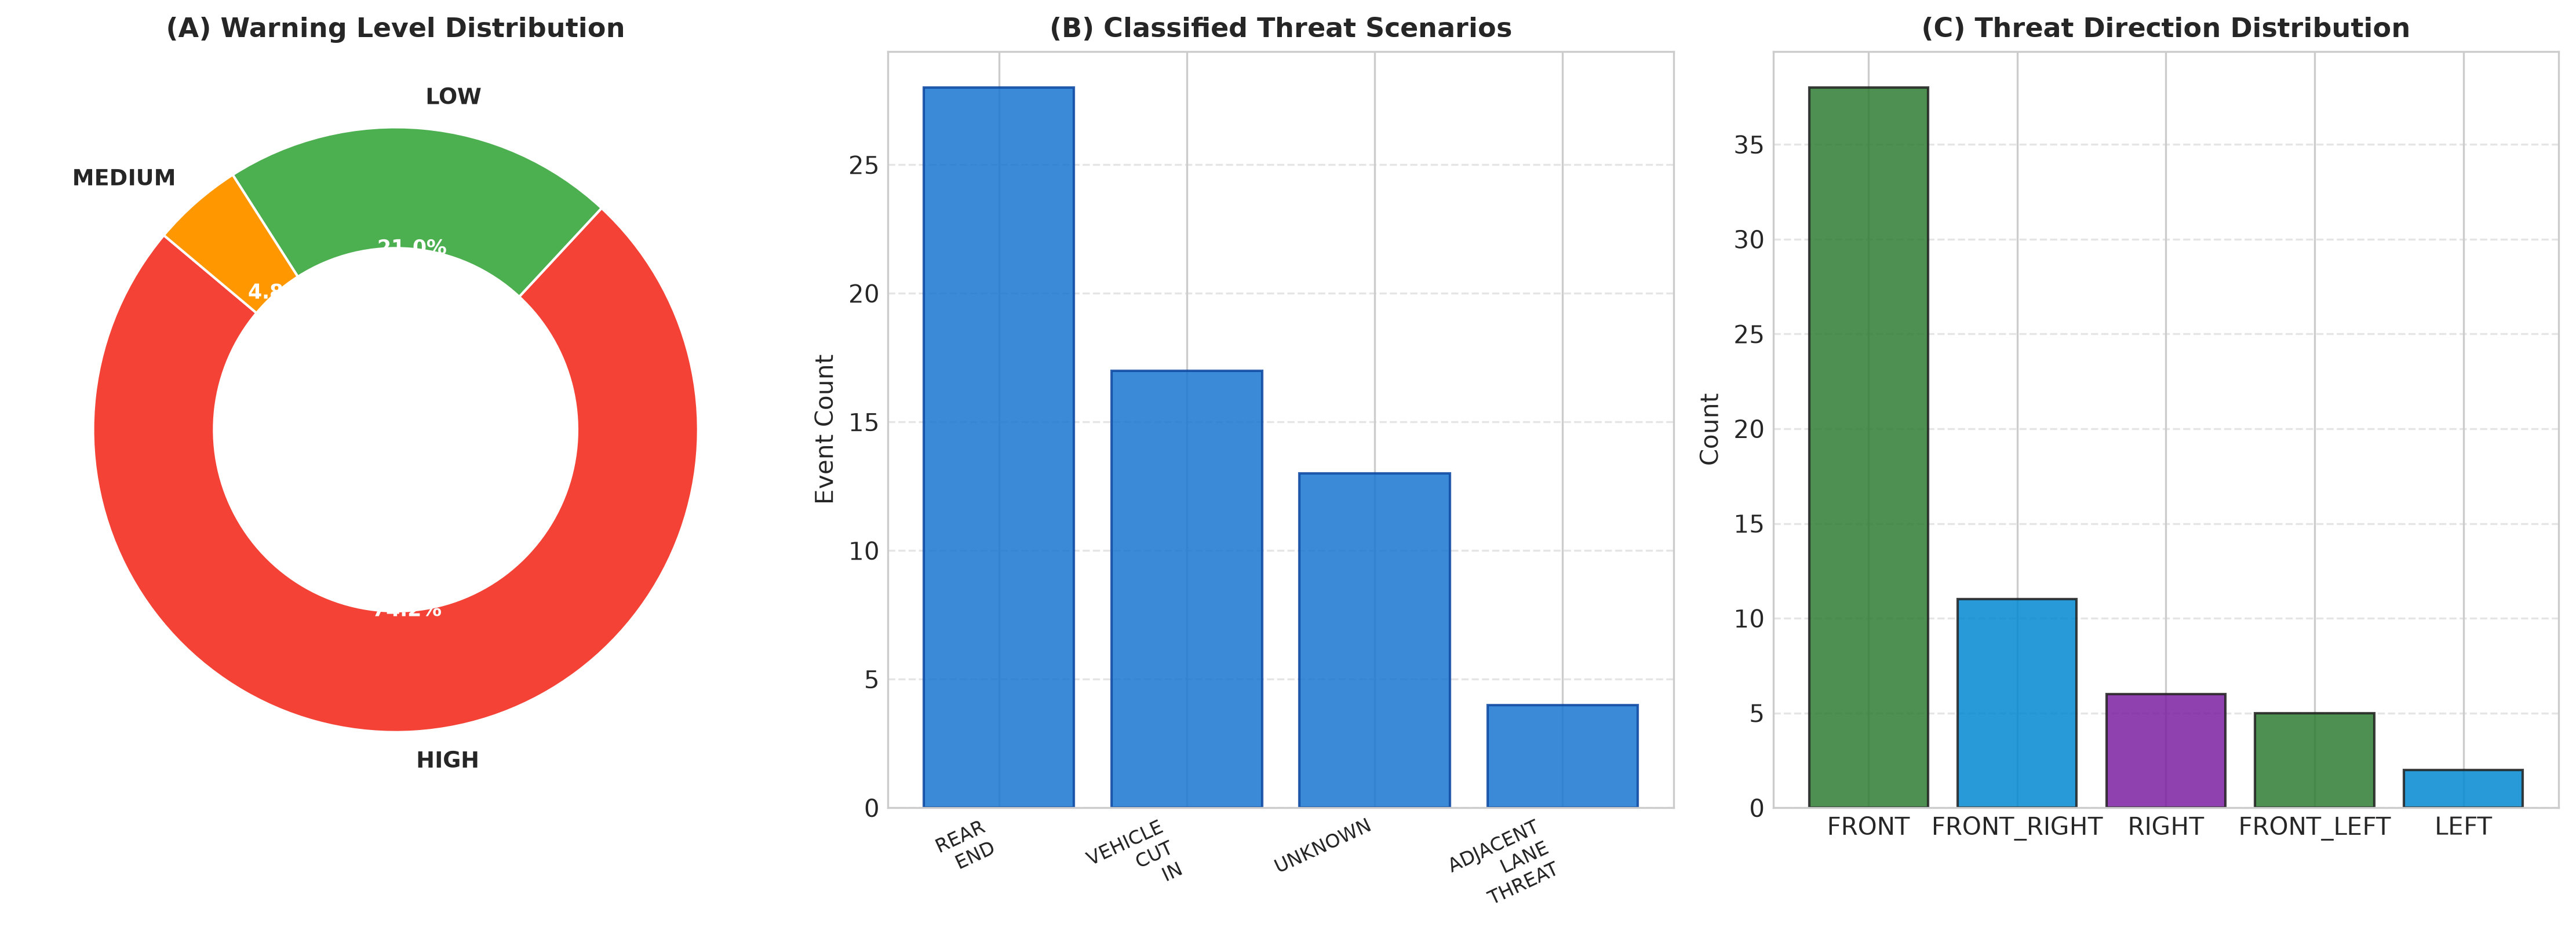 (A) Warning Level Distribution
LOW
MEDIUM
21.0%
4.8
HIGH
(B) Classified Threat Scenarios
Event Count
25
20
15
10
5
0
REAR
END
VEHICLE
CUT
IN
UNKNOWN
ADJACENT
LANE
THREAT
(C) Threat Direction Distribution
Count
35
30
25
20
15
10
5
0
FRONT
FRONT_RIGHT
RIGHT
FRONT_LEFT
LEFT